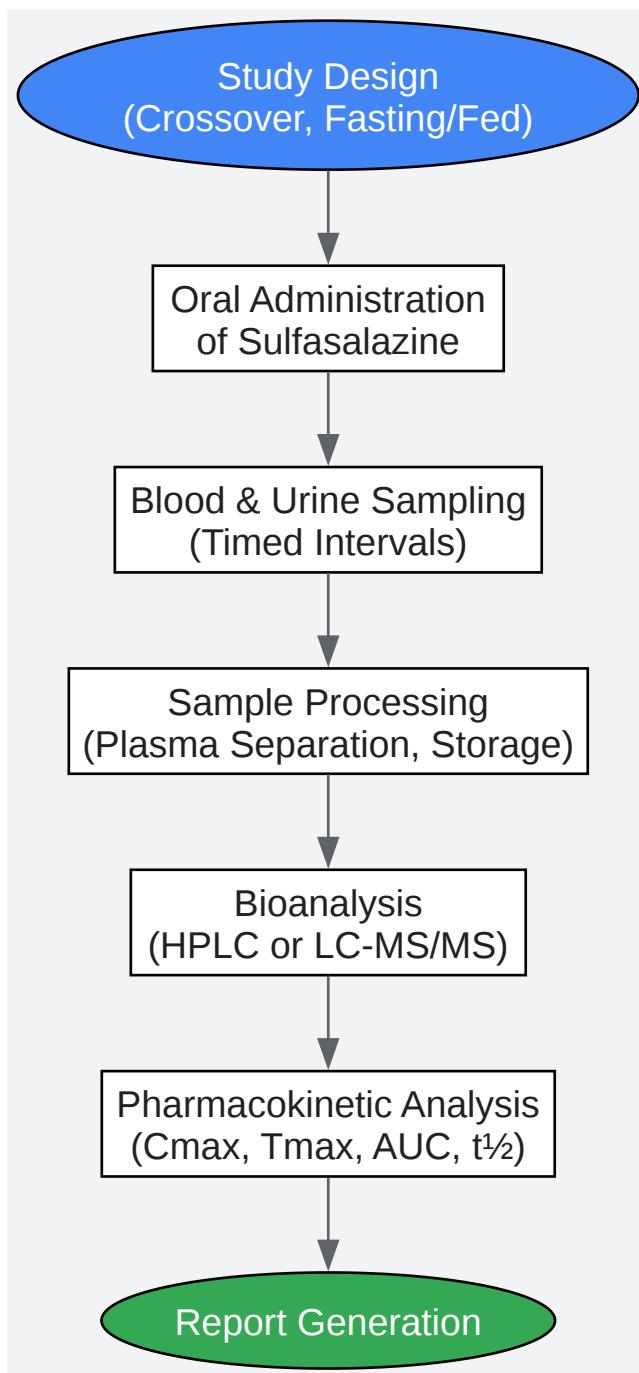 Study Design
(Crossover, Fasting/Fed)
Oral Administration
of Sulfasalazine
Blood & Urine Sampling
(Timed Intervals)
Sample Processing
(Plasma Separation, Storage)
Bioanalysis
(HPLC or LC-MS/MS)
Pharmacokinetic Analysis
(Cmax, Tmax, AUC, t½)
Report Generation